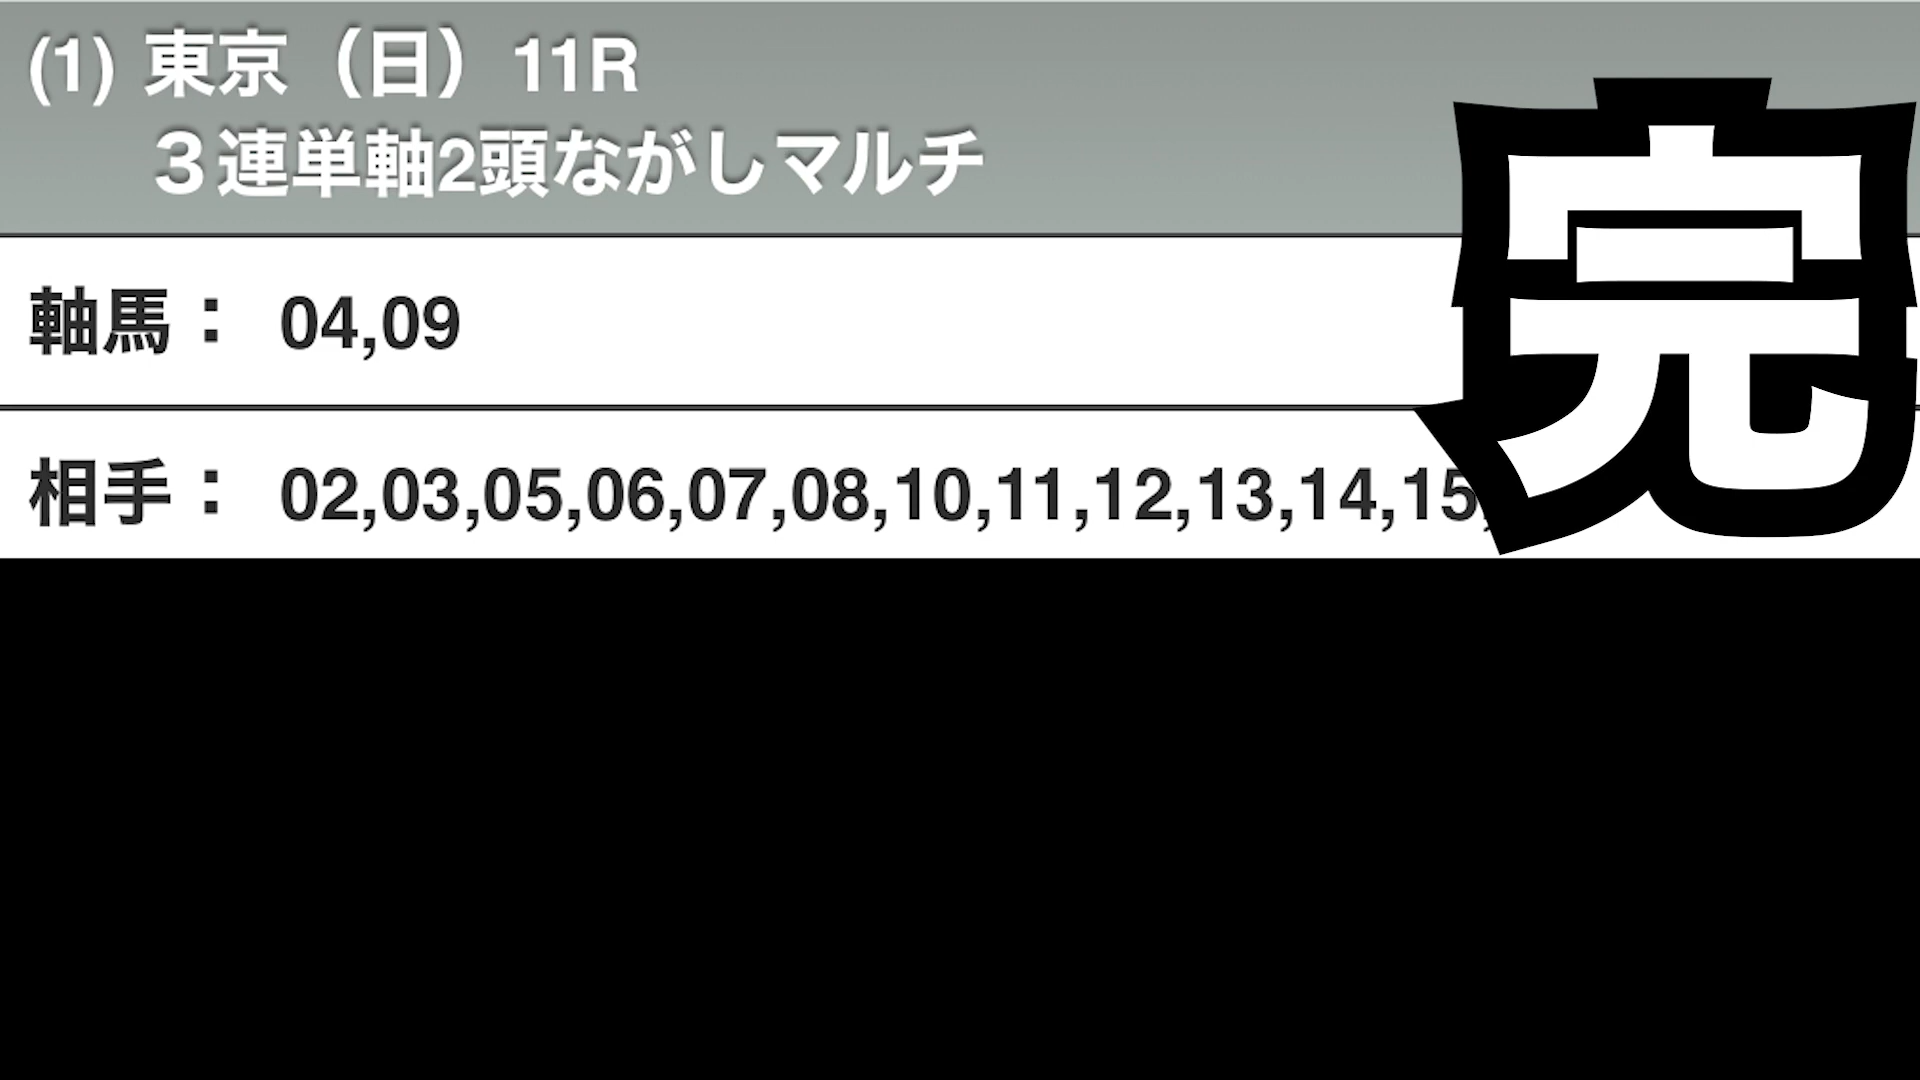 (1) 東京（日）11R
３連単軸2頭ながしマルチ
完
軸馬： 04,09
相手： 02,03,05,06,07,08,10,11,12,13,14,15,